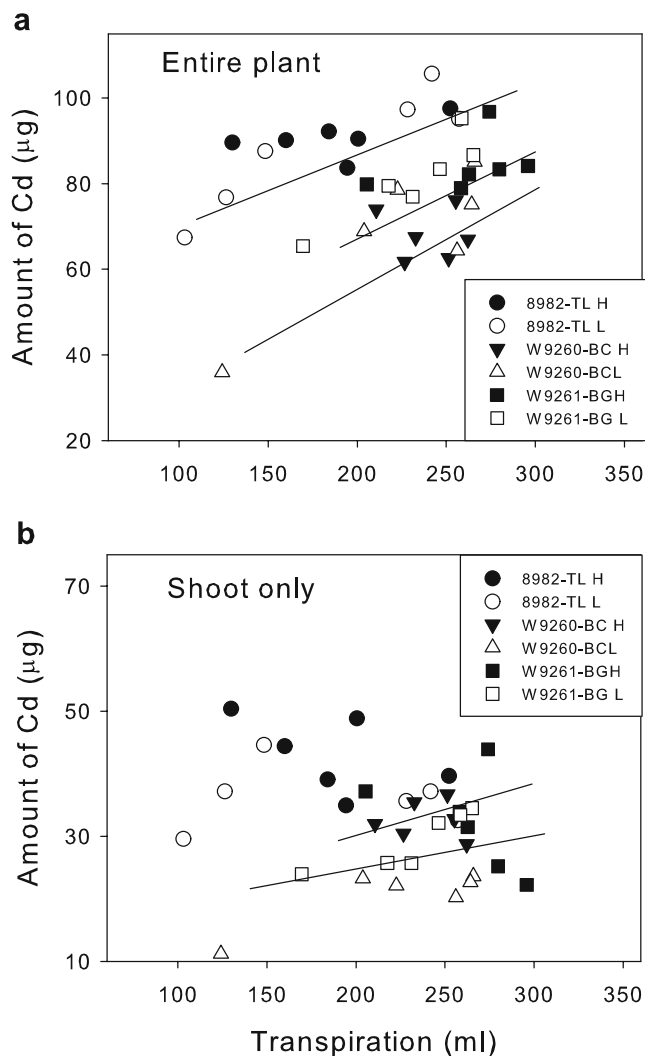 a
Entire plant
Amount of Cd (μg)
100
80
60
40
20
8982-TL H
8982-TL L
W9260-BC H
W9260-BCL
W9261-BGH
W9261-BG L
100 150 200 250 300 350
b
Shoot only
Amount of Cd (μg)
70
50
30
10
8982-TL H
8982-TL L
W9260-BC H
W9260-BCL
W9261-BGH
W9261-BG L
100 150 200 250 300 350
Transpiration (ml)